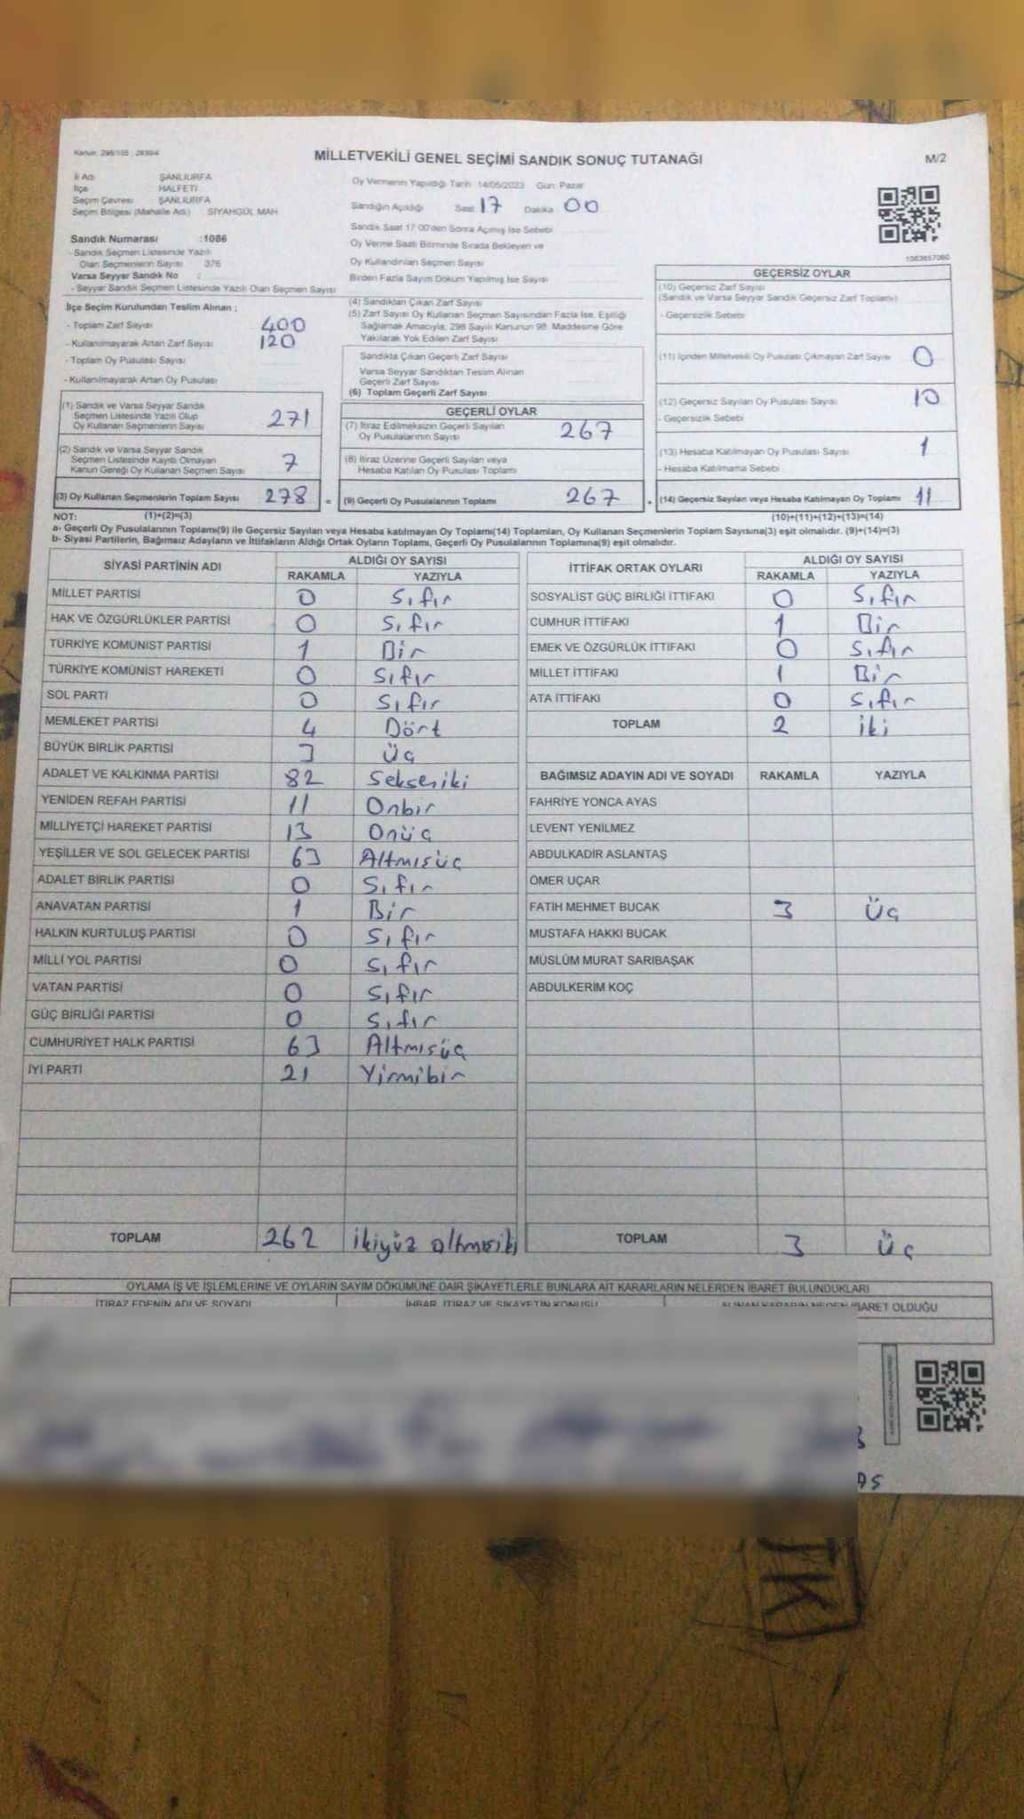 Kanun: 298/105 : 283/3-4
MİLLETVEKİLİ GENEL SEÇİMİ SANDIK SONUÇ TUTANAĞI
M/2
İl Adı ŞANLIURFA
İlçe HALFETİ
Seçim Çevresi ŞANLIURFA
Seçim Bölgesi (Mahalle Adı) SİYAHGÜL MAH
Sandık Numarası :1086
- Sandık Seçmen Listesinde Yazılı
Olan Seçmenlerin Sayısı 376
Varsa Seyyar Sandık No :
- Seyyar Sandık Seçmen Listesinde Yazılı Olan Seçmen Sayısı
Oy Vermenin Yapıldığı Tarih 14/05/2023 Gün: Pazar
Sandığın Açıldığı Saat 17 Dakika 00
Sandık Saat 17 00'den Sonra Açılmış İse Sebebi
Oy Verme Saati Bitiminde Sırada Bekleyen ve
Oy Kullandırılan Seçmen Sayısı
Birden Fazla Sayım Döküm Yapılmış İse Sayısı
1083657060
İlçe Seçim Kurulundan Teslim Alınan ;
- Toplam Zarf Sayısı 400
- Kullanılmayarak Artan Zarf Sayısı 120
- Toplam Oy Pusulası Sayısı
- Kullanılmayarak Artan Oy Pusulası
(4) Sandıktan Çıkan Zarf Sayısı
(5) Zarf Sayısı Oy Kullanan Seçmen Sayısından Fazla İse, Eşitliği
Sağlamak Amacıyla, 298 Sayılı Kanunun 98. Maddesine Göre
Yakılarak Yok Edilen Zarf Sayısı
Sandıkta Çıkan Geçerli Zarf Sayısı
Varsa Seyyar Sandıktan Teslim Alınan
Geçerli Zarf Sayısı
(6) Toplam Geçerli Zarf Sayısı
GEÇERSİZ OYLAR
(10) Geçersiz Zarf Sayısı
(Sandık ve Varsa Seyyar Sandık Geçersiz Zarf Toplamı)
- Geçersizlik Sebebi
(11) İçinden Milletvekili Oy Pusulası Çıkmayan Zarf Sayısı 0
(12) Geçersiz Sayılan Oy Pusulası Sayısı 10
- Geçersizlik Sebebi
(13) Hesaba Katılmayan Oy Pusulası Sayısı 1
- Hesaba Katılmama Sebebi
(1) Sandık ve Varsa Seyyar Sandık
Seçmen Listesinde Yazılı Olup
Oy Kullanan Seçmenlerin Sayısı 271
(2) Sandık ve Varsa Seyyar Sandık
Seçmen Listesinde Kayıtlı Olmayan
Kanun Gereği Oy Kullanan Seçmen Sayısı 7
GEÇERLİ OYLAR
(7) İtiraz Edilmeksizin Geçerli Sayılan
Oy Pusulalarının Sayısı 267
(8) İtiraz Üzerine Geçerli Sayılan veya
Hesaba Katılan Oy Pusulası Toplamı
(3) Oy Kullanan Seçmenlerin Toplam Sayısı 278 = (9) Geçerli Oy Pusulalarının Toplamı 267 + (14) Geçersiz Sayılan veya Hesaba Katılmayan Oy Toplamı 11
NOT: (1)+(2)=(3) (10)+(11)+(12)+(13)=(14)
a- Geçerli Oy Pusulalarının Toplamı(9) ile Geçersiz Sayılan veya Hesaba katılmayan Oy Toplamı(14) Toplamları, Oy Kullanan Seçmenlerin Toplam Sayısına(3) eşit olmalıdır. (9)+(14)=(3)
b- Siyasi Partilerin, Bağımsız Adayların ve İttifakların Aldığı Ortak Oyların Toplamı, Geçerli Oy Pusulalarının Toplamına(9) eşit olmalıdır.
SİYASİ PARTİNİN ADI ALDIĞI OY SAYISI
RAKAMLA YAZIYLA
MİLLET PARTİSİ 0 Sıfır
HAK VE ÖZGÜRLÜKLER PARTİSİ 0 Sıfır
TÜRKİYE KOMÜNİST PARTİSİ 1 Bir
TÜRKİYE KOMÜNİST HAREKETİ 0 Sıfır
SOL PARTİ 0 Sıfır
MEMLEKET PARTİSİ 4 Dört
BÜYÜK BİRLİK PARTİSİ 3 Üç
ADALET VE KALKINMA PARTİSİ 82 Sekseniki
YENİDEN REFAH PARTİSİ 11 Onbir
MİLLİYETÇİ HAREKET PARTİSİ 13 Onüç
YEŞİLLER VE SOL GELECEK PARTİSİ 63 Altmışüç
ADALET BİRLİK PARTİSİ 0 Sıfır
ANAVATAN PARTİSİ 1 Bir
HALKIN KURTULUŞ PARTİSİ 0 Sıfır
MİLLİ YOL PARTİSİ 0 Sıfır
VATAN PARTİSİ 0 Sıfır
GÜÇ BİRLİĞİ PARTİSİ 0 Sıfır
CUMHURİYET HALK PARTİSİ 63 Altmışüç
İYİ PARTİ 21 Yirmibir
TOPLAM 262 ikiyüz altmışiki
İTTİFAK ORTAK OYLARI ALDIĞI OY SAYISI
RAKAMLA YAZIYLA
SOSYALİST GÜÇ BİRLİĞİ İTTİFAKI 0 Sıfır
CUMHUR İTTİFAKI 1 Bir
EMEK VE ÖZGÜRLÜK İTTİFAKI 0 Sıfır
MİLLET İTTİFAKI 1 Bir
ATA İTTİFAKI 0 Sıfır
TOPLAM 2 iki
BAĞIMSIZ ADAYIN ADI VE SOYADI RAKAMLA YAZIYLA
FAHRİYE YONCA AYAS
LEVENT YENİLMEZ
ABDULKADİR ASLANTAŞ
ÖMER UÇAR
FATİH MEHMET BUCAK 3 Üç
MUSTAFA HAKKI BUCAK
MÜSLÜM MURAT SARIBAŞAK
ABDULKERİM KOÇ
TOPLAM 3 üç
OYLAMA İŞ VE İŞLEMLERİNE VE OYLARIN SAYIM DÖKÜMÜNE DAİR ŞİKAYETLERLE BUNLARA AİT KARARLARIN NELERDEN İBARET BULUNDUKLARI
İTİRAZ EDENİN ADI VE SOYADI İHBAR, İTİRAZ VE ŞİKAYETİN KONUSU ALINAN KARARIN NEDEN İBARET OLDUĞU